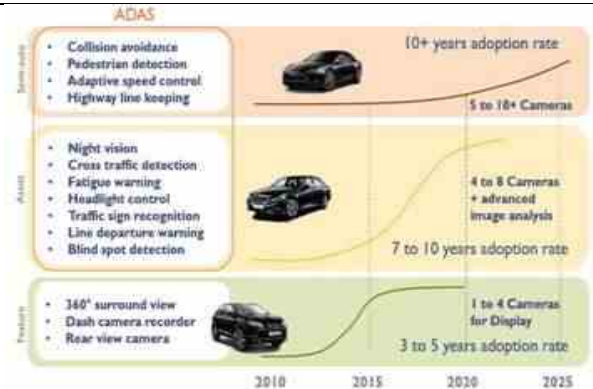 ADAS
Semi-auto
• Collision avoidance
• Pedestrian detection
• Adaptive speed control
• Highway line keeping
10+ years adoption rate
5 to 18+ Cameras
Assist
• Night vision
• Cross traffic detection
• Fatigue warning
• Headlight control
• Traffic sign recognition
• Line departure warning
• Blind spot detection
4 to 8 Cameras
+ advanced
image analysis
7 to 10 years adoption rate
Feature
• 360° surround view
• Dash camera recorder
• Rear view camera
1 to 4 Cameras
for Display
3 to 5 years adoption rate
2010 2015 2020 2025